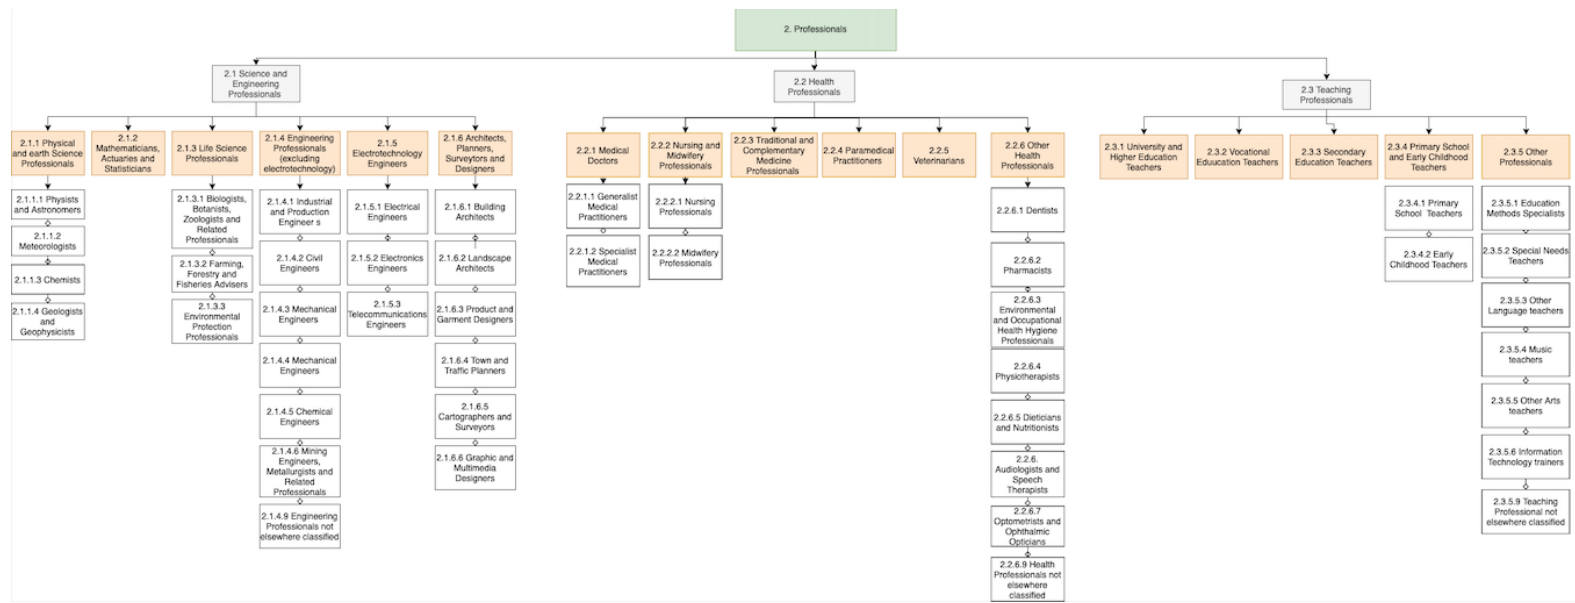 2. Professionals
2.1 Science and
Engineering
Professionals
2.2 Health
Professionals
2.3 Teaching
Professionals
2.1.1 Physical
and earth Science
Professionals
2.1.2
Mathematicians,
Actuaries and
Statisticians
2.1.3 Life Science
Professionals
2.1.4 Engineering
Professionals
(excluding
electrotechnology)
2.1.5
Electrotechnology
Engineers
2.1.6 Architects,
Planners,
Surveyors and
Designers
2.2.1 Medical
Doctors
2.2.2 Nursing and
Midwifery
Professionals
2.2.3 Traditional and
Complementary
Medicine
Professionals
2.2.4 Paramedical
Practitioners
2.2.5
Veterinarians
2.2.6 Other
Health
Professionals
2.3.1 University and
Higher Education
Teachers
2.3.2 Vocational
Eduucation Teachers
2.3.3 Secondary
Education Teachers
2.3.4 Primary School
and Early Childhood
Teachers
2.3.5 Other
Professionals
2.1.1.1 Physists
and Astronomers
2.1.1.2
Meteorologists
2.1.1.3 Chemists
2.1.1.4 Geologists
and
Geophysicists
2.1.3.1 Biologists,
Botanists,
Zoologists and
Related
Professionals
2.1.3.2 Farming,
Forestry and
Fisheries Advisers
2.1.3.3
Environmental
Protection
Professionals
2.1.4.1 Industrial
and Production
Engineer s
2.1.4.2 Civil
Engineers
2.1.4.3 Mechanical
Engineers
2.1.4.4 Mechanical
Engineers
2.1.4.5 Chemical
Engineers
2.1.4.6 Mining
Engineers,
Metallurgists and
Related
Professionals
2.1.4.9 Engineering
Professionals not
elsewhere classified
2.1.5.1 Electrical
Engineers
2.1.5.2 Electronics
Engineers
2.1.5.3
Telecommunications
Engineers
2.1.6.1 Building
Architects
2.1.6.2 Landscape
Architects
2.1.6.3 Product and
Garment Designers
2.1.6.4 Town and
Traffic Planners
2.1.6.5
Cartographers and
Surveyors
2.1.6.6 Graphic and
Multimedia
Designers
2.2.1.1 Generalist
Medical
Practitioners
2.2.1.2 Specialist
Medical
Practitioners
2.2.2.1 Nursing
Professionals
2.2.2.2 Midwifery
Professionals
2.2.6.1 Dentists
2.2.6.2
Pharmacists
2.2.6.3
Environmental
and Occupational
Health Hygiene
Professionals
2.2.6.4
Physiotherapists
2.2.6.5 Dieticians
and Nutritionists
2.2.6.
Audiologists and
Speech
Therapists
2.2.6.7
Optometrists and
Ophthalmic
Opticians
2.2.6.9 Health
Professionals not
elsewhere
classified
2.3.4.1 Primary
School Teachers
2.3.4.2 Early
Childhood Teachers
2.3.5.1 Education
Methods Specialists
2.3.5.2 Special Needs
Teachers
2.3.5.3 Other
Language teachers
2.3.5.4 Music
teachers
2.3.5.5 Other Arts
teachers
2.3.5.6 Information
Technology trainers
2.3.5.9 Teaching
Professional not
elsewhere classified